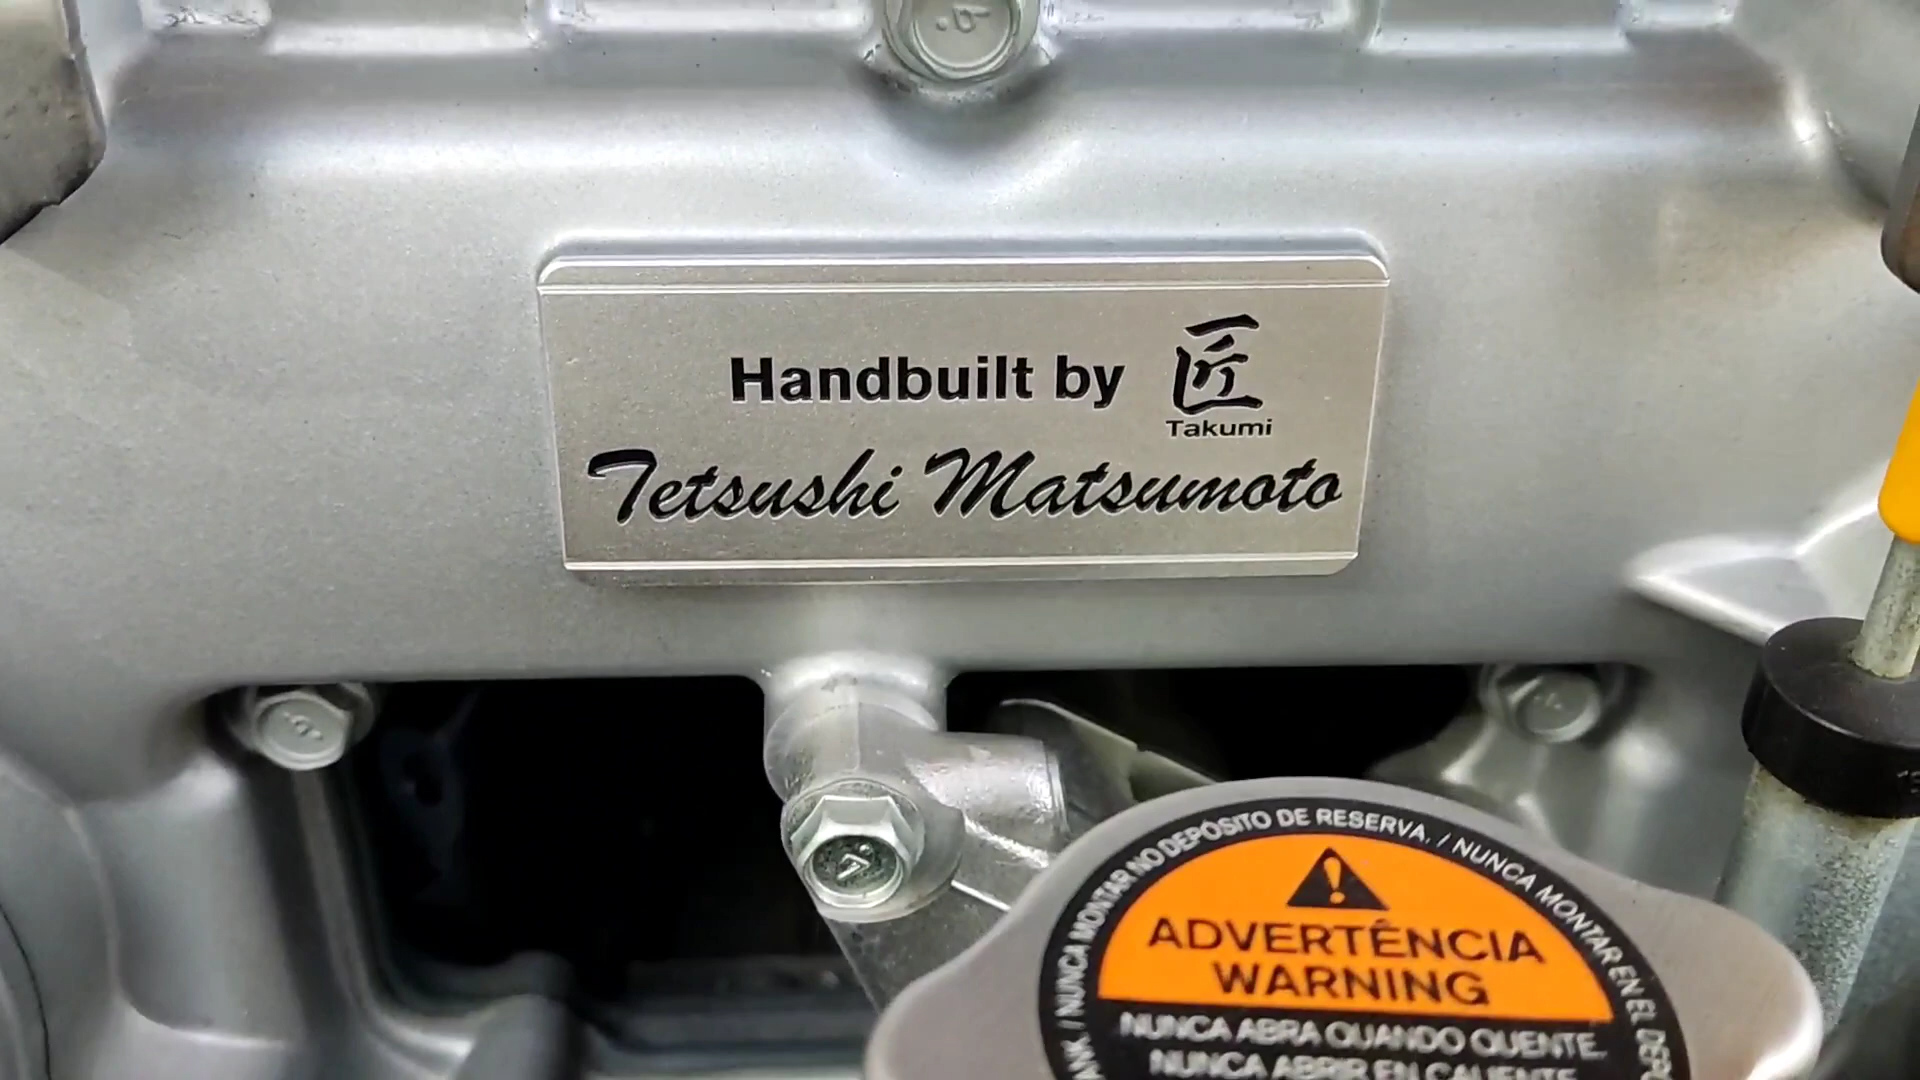 Handbuilt by 匠
Takumi
Tetsushi Matsumoto
NUNCA MONTAR NO DEPÓSITO DE RESERVA. / NUNCA MONTAR EN EL
ADVERTÊNCIA
WARNING
NUNCA ABRA QUANDO QUENTE.
NUNCA ABRIR EN CALIENTE